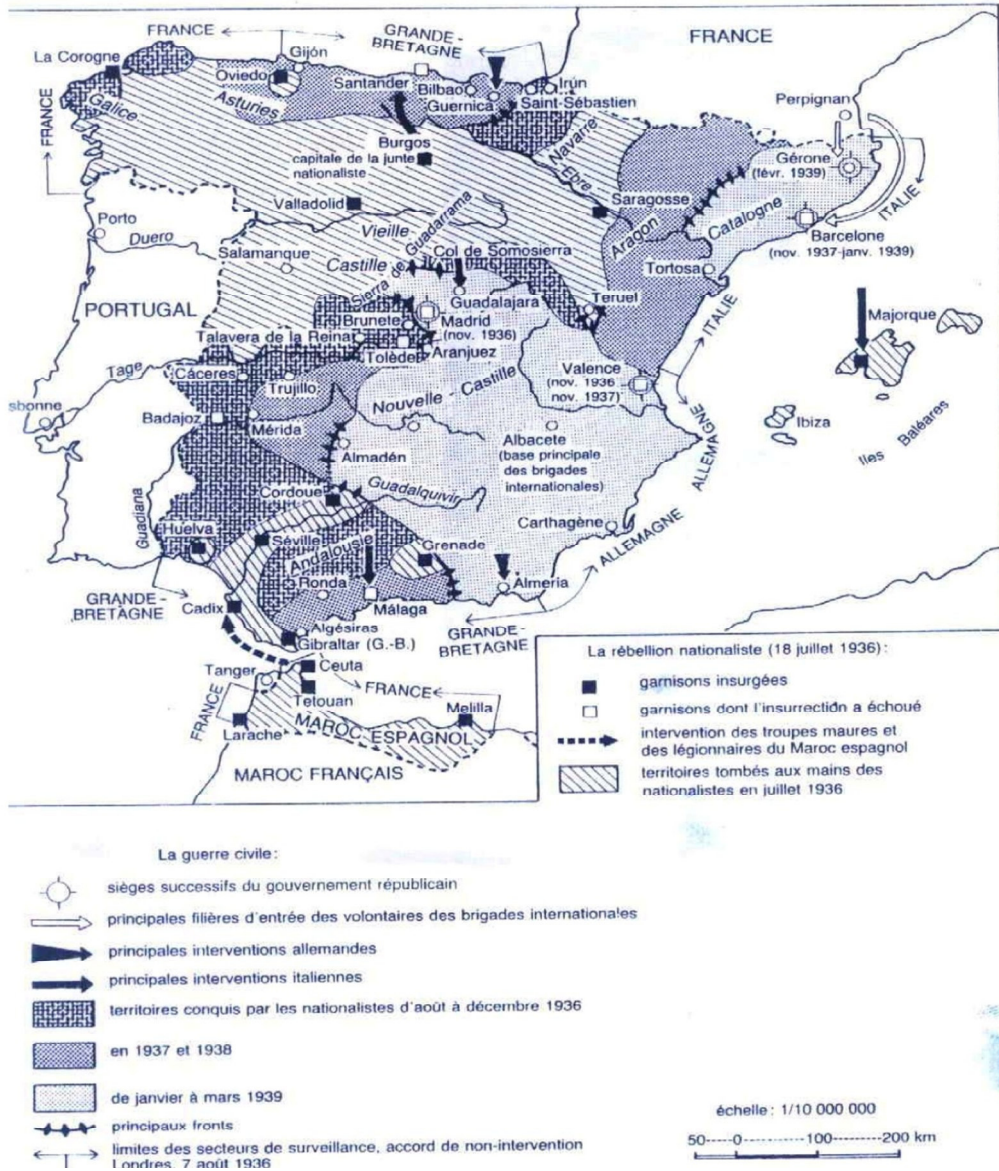 FRANCE
GRANDE-
BRETAGNE
FRANCE
La Corogne
Gijón
Oviedo
Santander
Bilbao
Irún
Guernica
Saint-Sébastien
Perpignan
Galice
Asturies
FRANCE
Burgos
capitale de la junte
nationaliste
Navarre
Ebre
Gérone
(févr. 1939)
ITALIE
Valladolid
Saragosse
Aragon
Catalogne
Barcelone
(nov. 1937-janv. 1939)
Porto
Duero
Vieille-
Castille
Salamanque
Sierra de Guadarrama
Col de Somosierra
Tortosa
Guadalajara
Teruel
ITALIE
Majorque
PORTUGAL
Brunete
Madrid
(nov. 1936)
Talavera de la Reina
Tolède
Aranjuez
Tage
Cáceres
Trujillo
Nouvelle-Castille
Valence
(nov. 1936
nov. 1937)
sbonne
Badajoz
Mérida
Ibiza
Iles Baléares
ALLEMAGNE
Almadén
Albacete
(base principale
des brigades
internationales)
Cordoue
Guadalquivir
Guadiana
Carthagène
Huelva
Séville
Andalousie
Grenade
ALLEMAGNE
Ronda
Almeria
GRANDE-
BRETAGNE
Cadix
Málaga
Algésiras
Gibraltar (G.-B.)
GRANDE-
BRETAGNE
Tanger
Ceuta
Tetouan
FRANCE
FRANCE
Melilla
Larache
MAROC ESPAGNOL
MAROC FRANÇAIS
La rébellion nationaliste (18 juillet 1936) :
garnisons insurgées
garnisons dont l'insurrection a échoué
intervention des troupes maures et
des légionnaires du Maroc espagnol
territoires tombés aux mains des
nationalistes en juillet 1936
La guerre civile :
sièges successifs du gouvernement républicain
principales filières d'entrée des volontaires des brigades internationales
principales interventions allemandes
principales interventions italiennes
territoires conquis par les nationalistes d'août à décembre 1936
en 1937 et 1938
de janvier à mars 1939
principaux fronts
limites des secteurs de surveillance, accord de non-intervention
Londres, 7 août 1936
échelle : 1/10 000 000
50 0 100 200 km